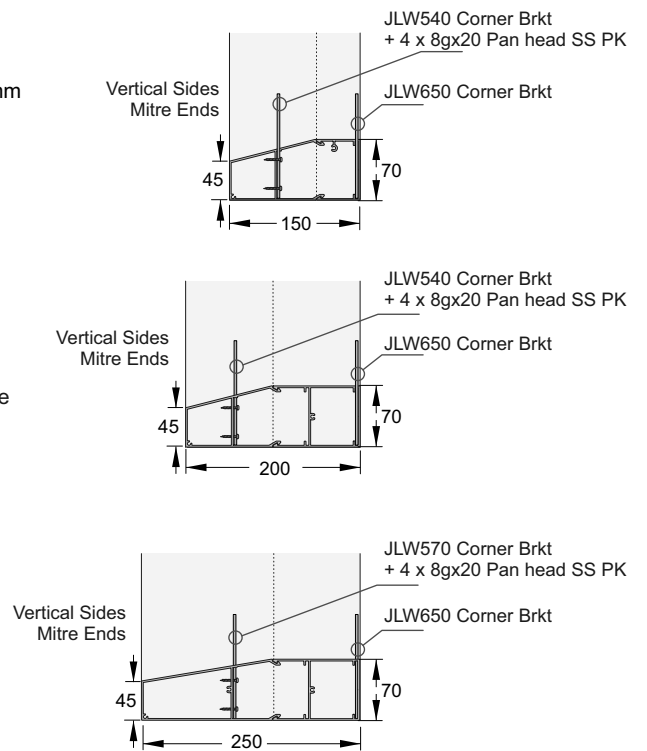 JLW540 Corner Brkt
+ 4 x 8gx20 Pan head SS PK
Vertical Sides
Mitre Ends
JLW650 Corner Brkt
45
70
150
JLW540 Corner Brkt
+ 4 x 8gx20 Pan head SS PK
Vertical Sides
Mitre Ends
JLW650 Corner Brkt
45
70
200
JLW570 Corner Brkt
+ 4 x 8gx20 Pan head SS PK
Vertical Sides
Mitre Ends
JLW650 Corner Brkt
45
70
250